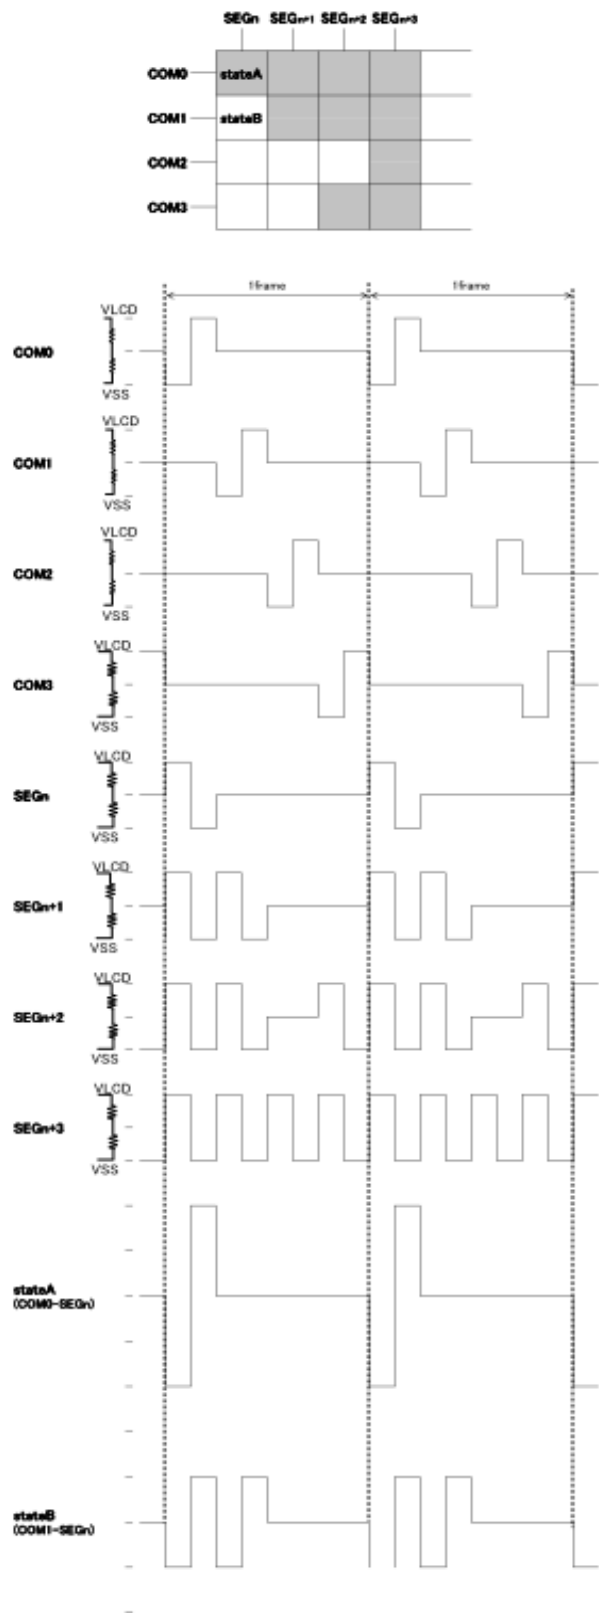 SEGn SEGn+1 SEGn+2 SEGn+3
COM0 stateA
COM1 stateB
COM2
COM3
1frame 1frame
VLCD
COM0
VSS
VLCD
COM1
VSS
VLCD
COM2
VSS
VLCD
COM3
VSS
VLCD
SEGn
VSS
VLCD
SEGn+1
VSS
VLCD
SEGn+2
VSS
VLCD
SEGn+3
VSS
stateA
(COM0-SEGn)
stateB
(COM1-SEGn)